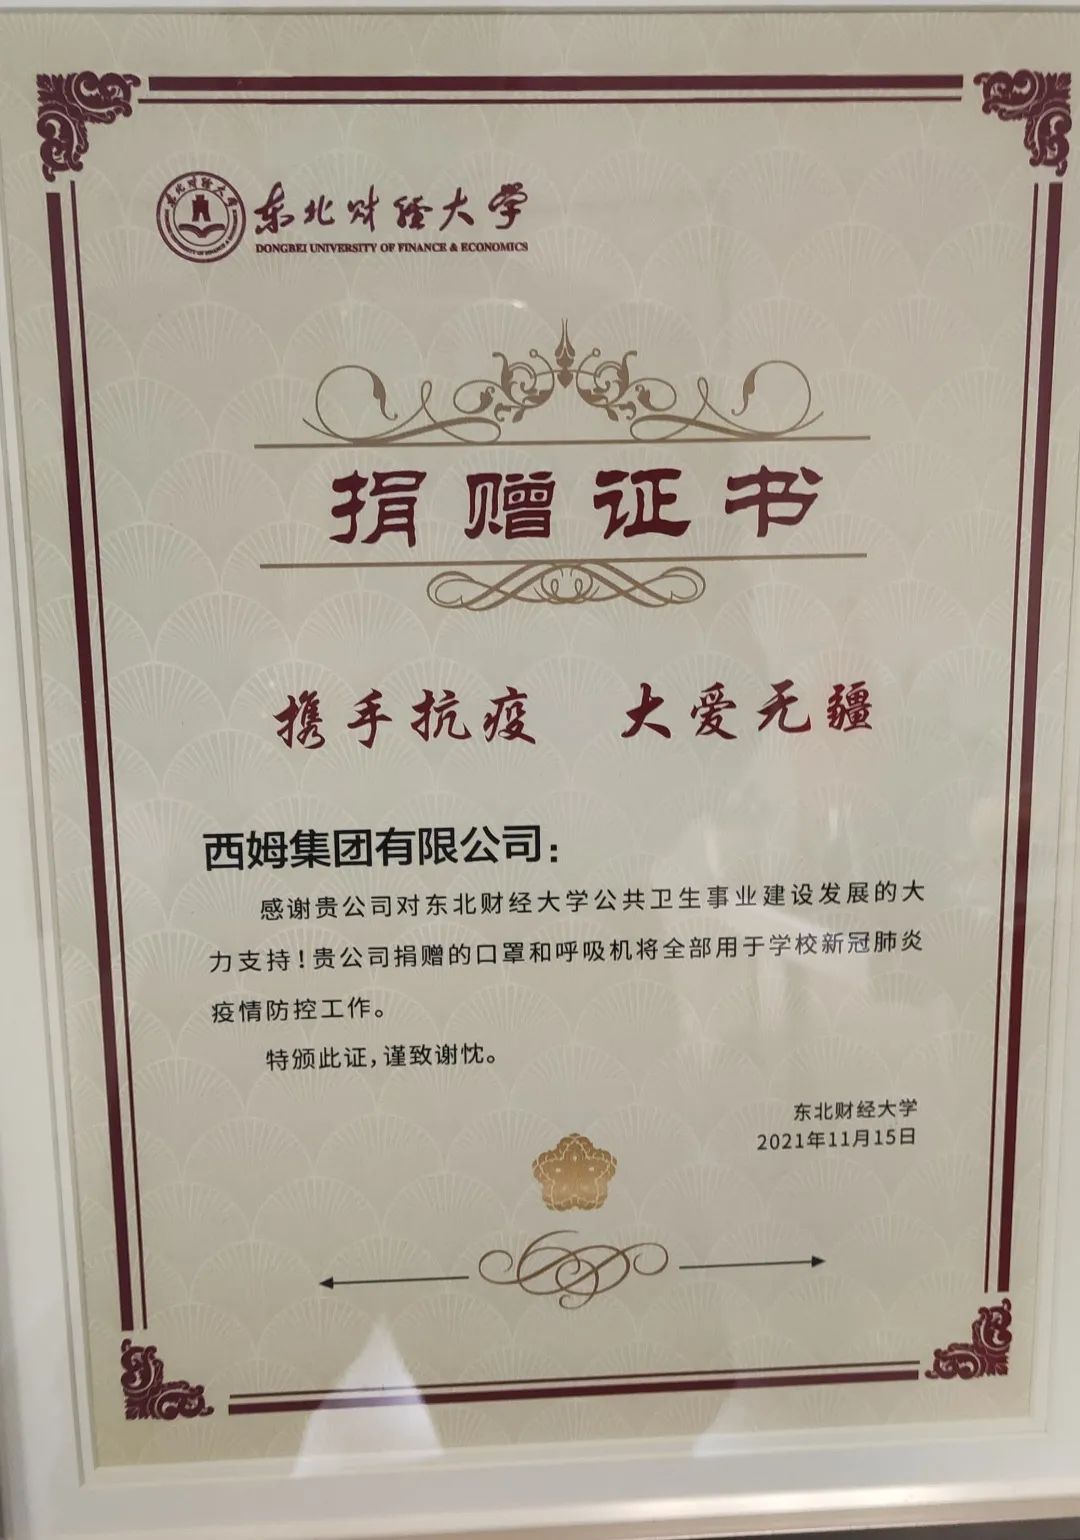 东北财经大学
DONGBEI UNIVERSITY OF FINANCE & ECONOMICS
捐赠证书
携手抗疫 大爱无疆
西姆集团有限公司：
感谢贵公司对东北财经大学公共卫生事业建设发展的大
力支持！贵公司捐赠的口罩和呼吸机将全部用于学校新冠肺炎
疫情防控工作。
特颁此证，谨致谢忱。
东北财经大学
2021年11月15日